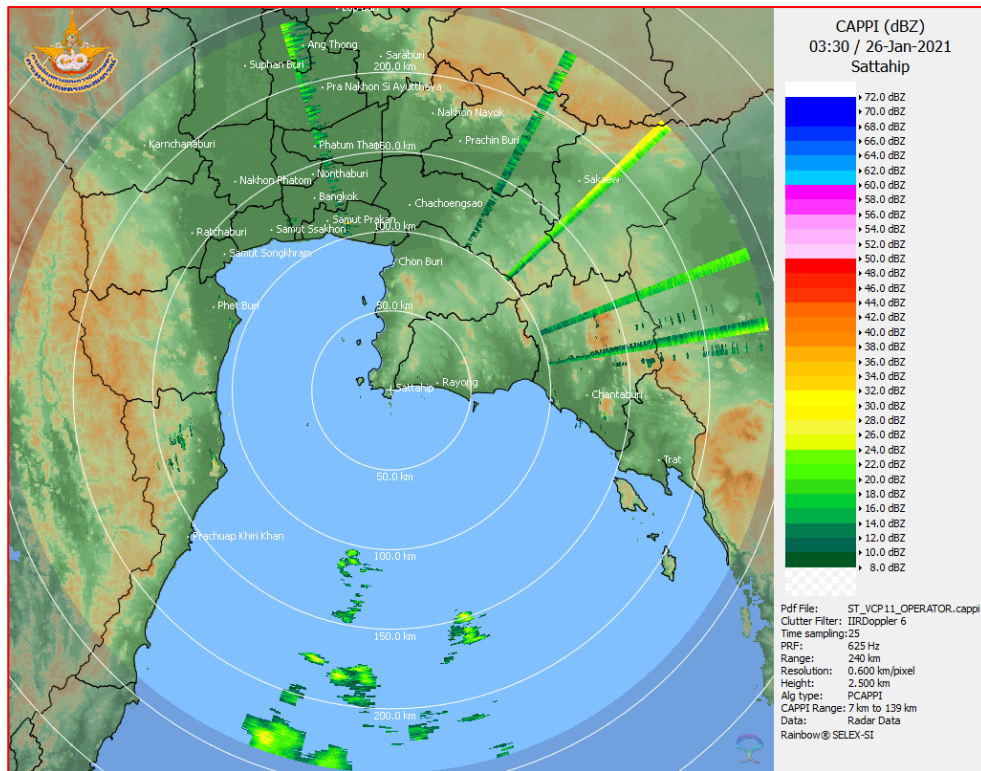 CAPPI (dBZ)
03:30 / 26-Jan-2021
Sattahip
72.0 dBZ
70.0 dBZ
68.0 dBZ
66.0 dBZ
64.0 dBZ
62.0 dBZ
60.0 dBZ
58.0 dBZ
56.0 dBZ
54.0 dBZ
52.0 dBZ
50.0 dBZ
48.0 dBZ
46.0 dBZ
44.0 dBZ
42.0 dBZ
40.0 dBZ
38.0 dBZ
36.0 dBZ
34.0 dBZ
32.0 dBZ
30.0 dBZ
28.0 dBZ
26.0 dBZ
24.0 dBZ
22.0 dBZ
20.0 dBZ
18.0 dBZ
16.0 dBZ
14.0 dBZ
12.0 dBZ
10.0 dBZ
8.0 dBZ
Pdf File: ST_VCP11_OPERATOR.cappi
Clutter Filter: IIRDoppler 6
Time sampling:25
PRF: 625 Hz
Range: 240 km
Resolution: 0.600 km/pixel
Height: 2.500 km
Alg type: PCAPPI
CAPPI Range: 7 km to 139 km
Data: Radar Data
Rainbow® SELEX-SI
Ang Thong
Saraburi
Suphan Buri
200.0 km
Pra Nakhon Si Ayutthaya
Nakhon Nayok
Prachin Buri
Karnchanaburi
Phatum Thani
150.0 km
Nonthaburi
Nakhon Phatom
Sakaew
Bangkok
Chachoengsao
Samut Prakan
100.0 km
Ratchaburi
Samut Ssakhon
Samut Songkhram
Chon Buri
Phet Buri
50.0 km
Sattahip
Rayong
Chantaburi
Trat
50.0 km
Prachuap Khiri Khan
100.0 km
150.0 km
200.0 km